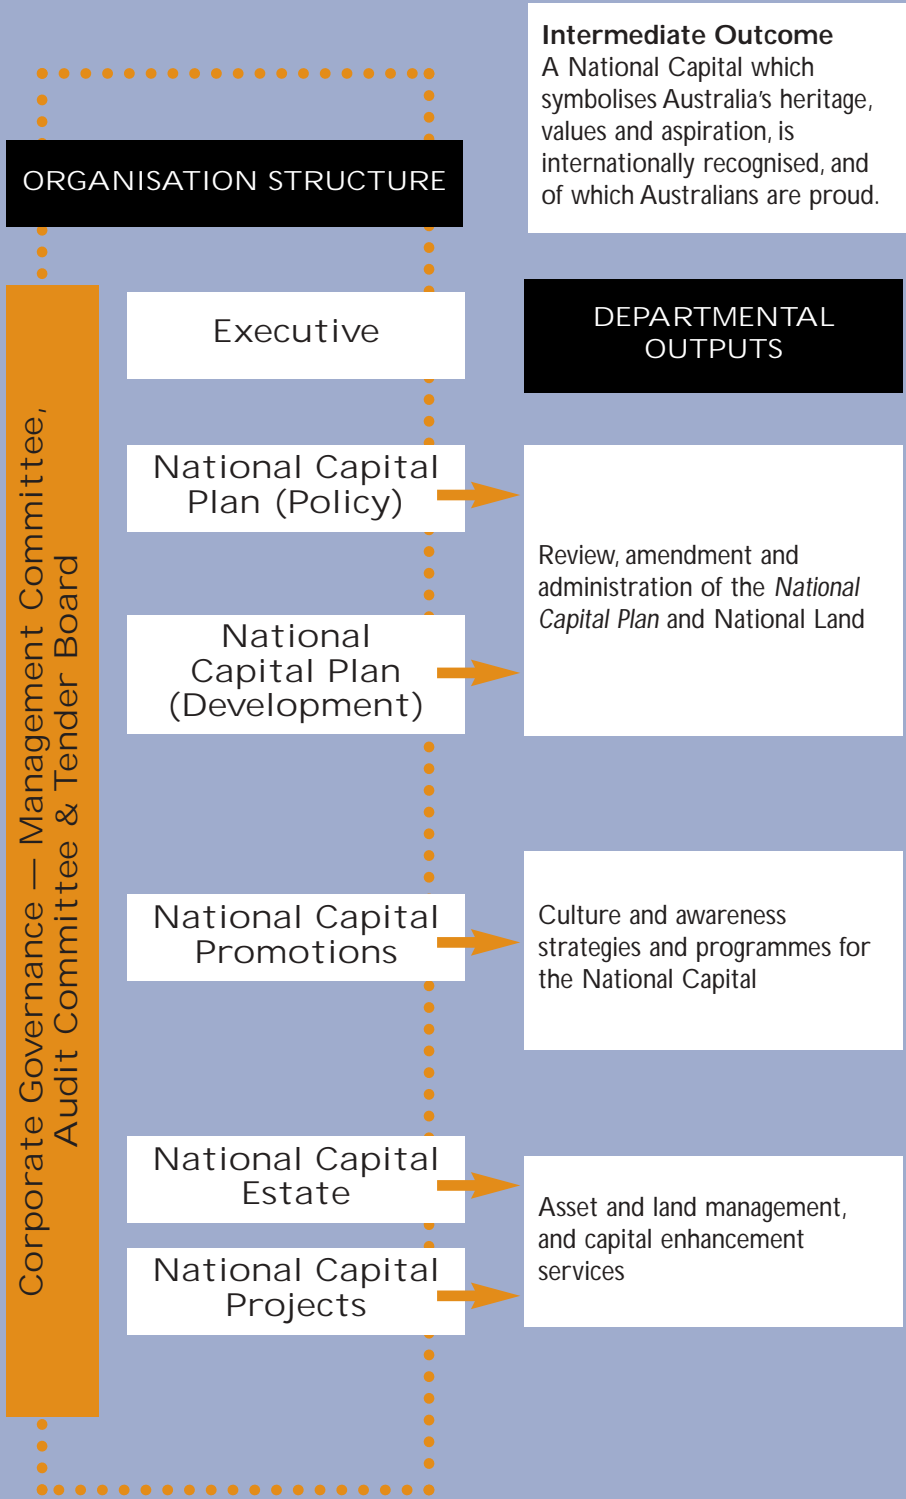 Intermediate Outcome
A National Capital which
symbolises Australia's heritage,
values and aspiration, is
internationally recognised, and
of which Australians are proud.
ORGANISATION STRUCTURE
Corporate Governance — Management Committee,
Audit Committee & Tender Board
Executive
DEPARTMENTAL
OUTPUTS
National Capital
Plan (Policy)
National
Capital Plan
(Development)
Review, amendment and
administration of the National
Capital Plan and National Land
National Capital
Promotions
Culture and awareness
strategies and programmes for
the National Capital
National Capital
Estate
National Capital
Projects
Asset and land management,
and capital enhancement
services